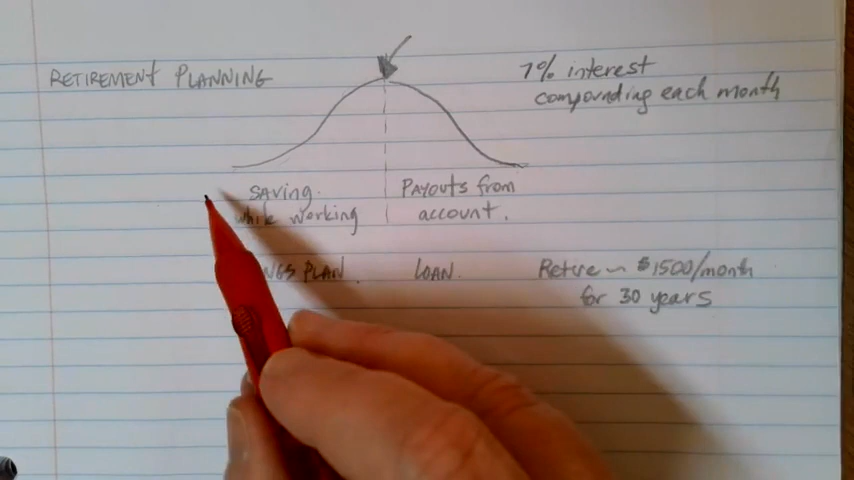 RETIREMENT PLANNING
7% interest
compounding each month
SAVING
while working
Payouts from
account.
PLAN.
LOAN.
Retire $1500/month
for 30 years